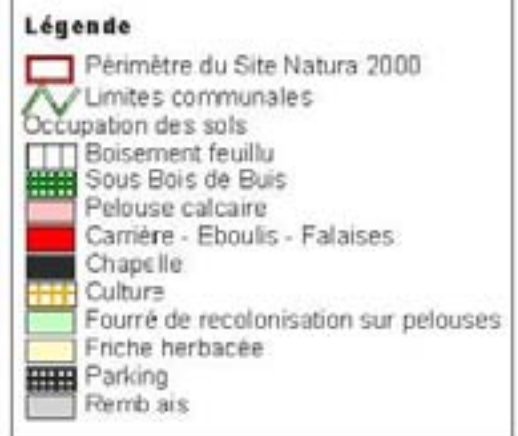 Légende
Périmètre du Site Natura 2000
Limites communales
Occupation des sols
Boisement feuillu
Sous Bois de Buis
Pelouse calcaire
Carrière - Eboulis - Falaises
Chapelle
Culture
Fourré de recolonisation sur pelouses
Friche herbacée
Parking
Remblais